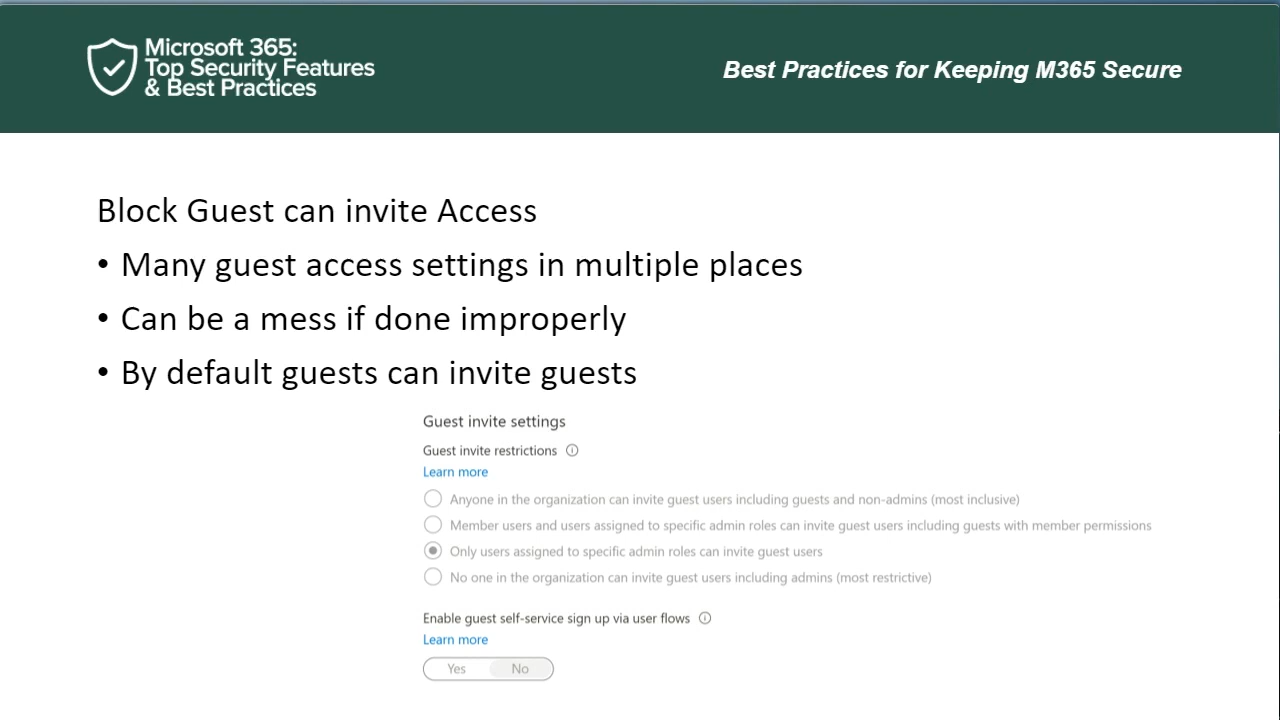 Microsoft 365:
Top Security Features
& Best Practices
Best Practices for Keeping M365 Secure
Block Guest can invite Access
• Many guest access settings in multiple places
• Can be a mess if done improperly
• By default guests can invite guests
Guest invite settings
Guest invite restrictions
Learn more
Anyone in the organization can invite guest users including guests and non-admins (most inclusive)
Member users and users assigned to specific admin roles can invite guest users including guests with member permissions
Only users assigned to specific admin roles can invite guest users
No one in the organization can invite guest users including admins (most restrictive)
Enable guest self-service sign up via user flows
Learn more
Yes No